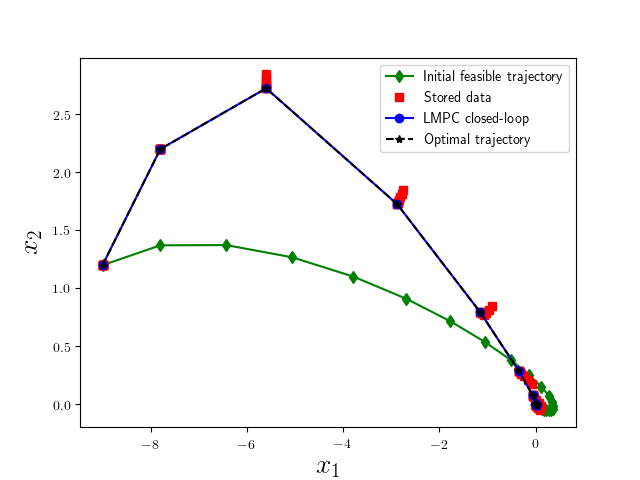 Initial feasible trajectory
Stored data
LMPC closed-loop
Optimal trajectory
2.5
2.0
1.5
1.0
0.5
0.0
x₂
−8
−6
−4
−2
0
x₁